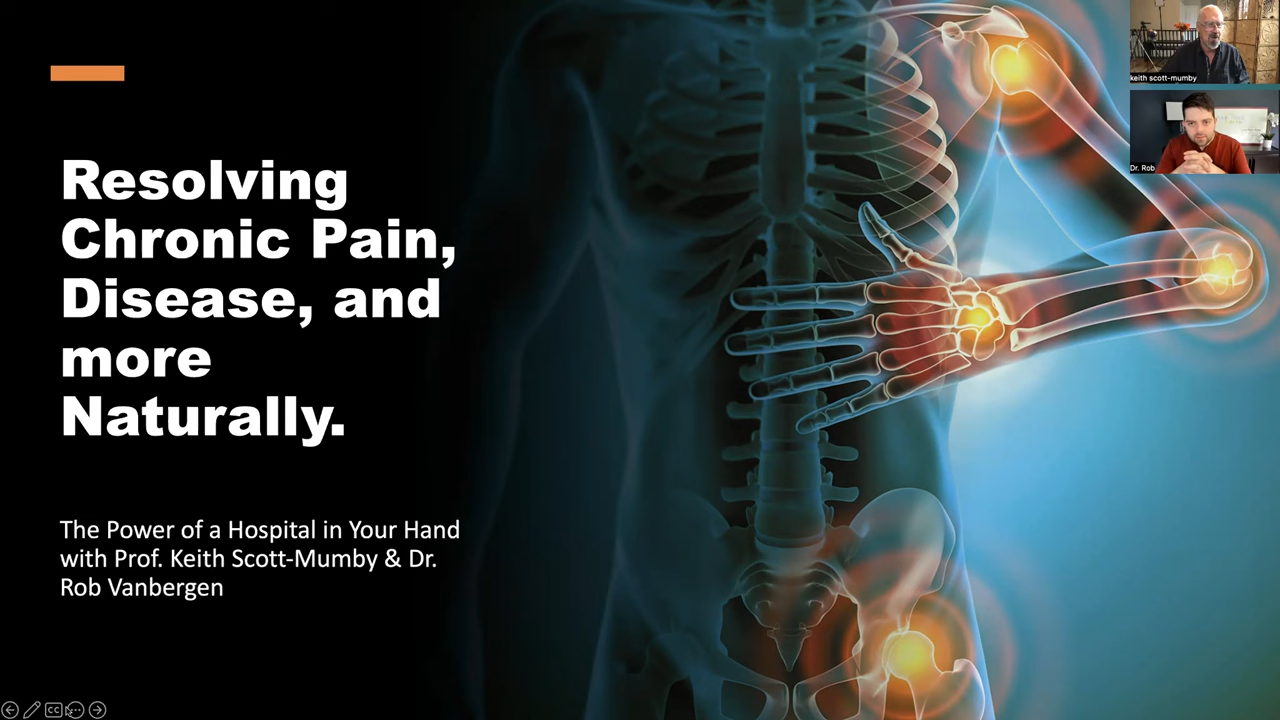 Resolving
Chronic Pain,
Disease, and
more
Naturally.
The Power of a Hospital in Your Hand
with Prof. Keith Scott-Mumby & Dr.
Rob Vanbergen
keith scott-mumby
Dr. Rob
CC